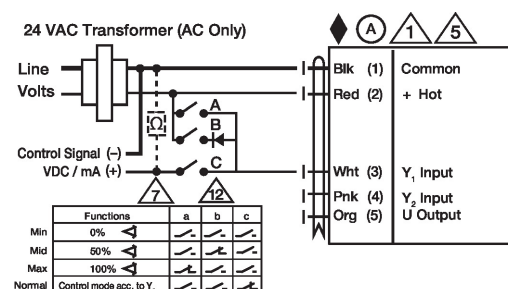 24 VAC Transformer (AC Only)
A 1 5
Line
Volts
Blk (1) Common
Red (2) + Hot
A
B
C
Ω
Control Signal (–)
VDC / mA (+)
Wht (3) Y1 Input
Pnk (4) Y2 Input
Org (5) U Output
7 12
Functions a b c
Min 0%
Mid 50%
Max 100%
Normal Control mode acc. to Y.